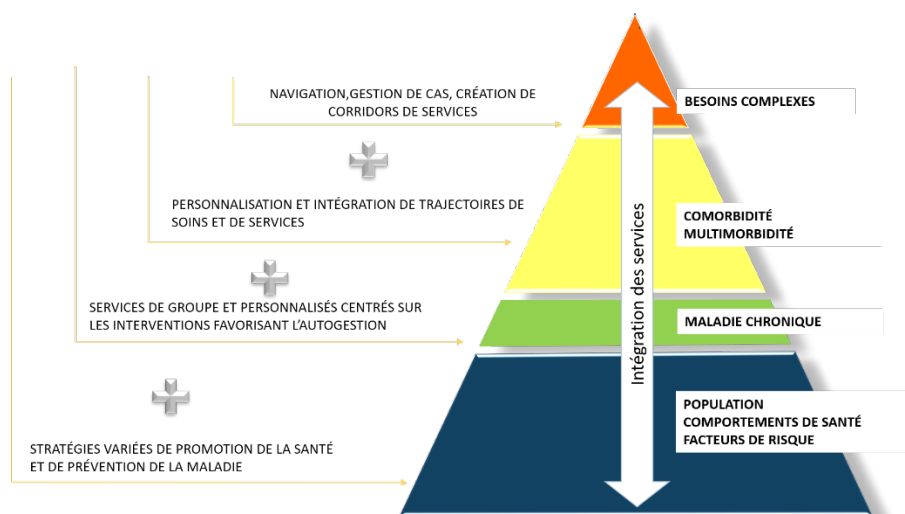 NAVIGATION,GESTION DE CAS, CRÉATION DE
CORRIDORS DE SERVICES
BESOINS COMPLEXES
PERSONNALISATION ET INTÉGRATION DE TRAJECTOIRES DE
SOINS ET DE SERVICES
COMORBIDITÉ
MULTIMORBIDITÉ
SERVICES DE GROUPE ET PERSONNALISÉS CENTRÉS SUR
LES INTERVENTIONS FAVORISANT L'AUTOGESTION
MALADIE CHRONIQUE
STRATÉGIES VARIÉES DE PROMOTION DE LA SANTÉ
ET DE PRÉVENTION DE LA MALADIE
POPULATION
COMPORTEMENTS DE SANTÉ
FACTEURS DE RISQUE
Intégration des services